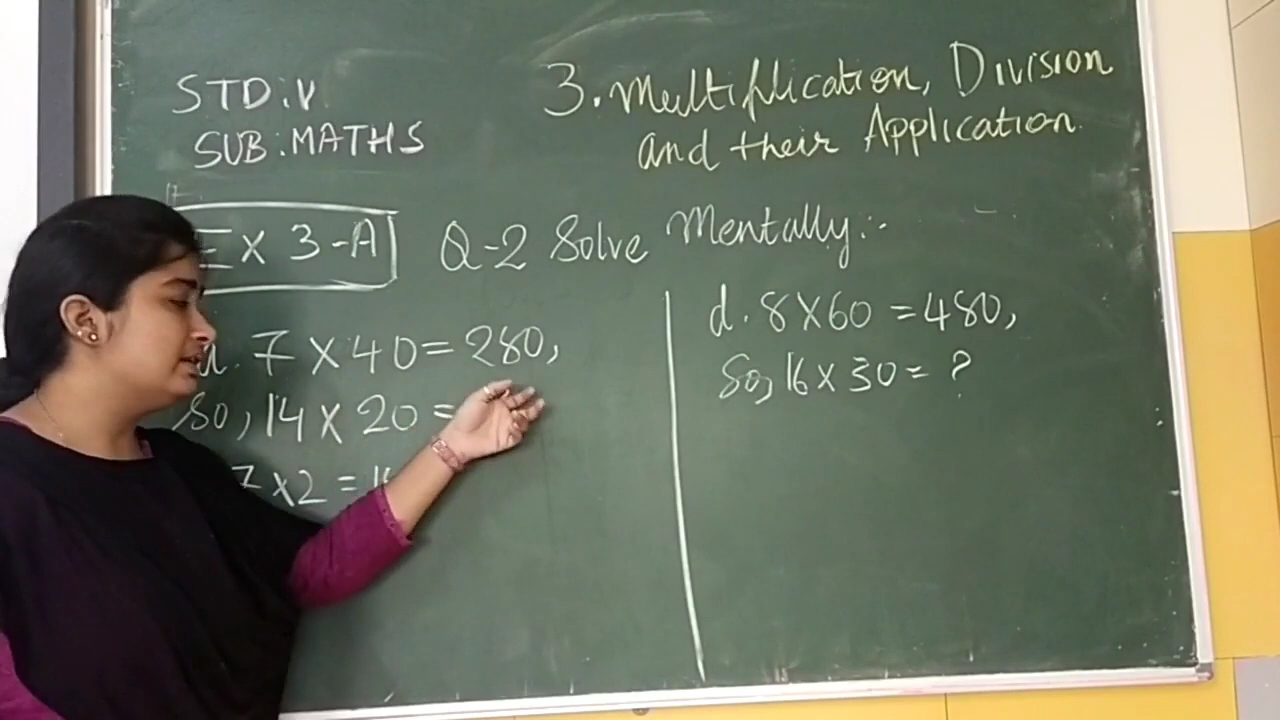 STD: V
SUB: MATHS
3. Multiplication, Division
and their Application
EX 3-A
Q-2 Solve Mentally:-
a. 7 X 40 = 280,
So, 14 X 20 =
7 X 2 = 1
d. 8 X 60 = 480,
So, 16 X 30 = ?